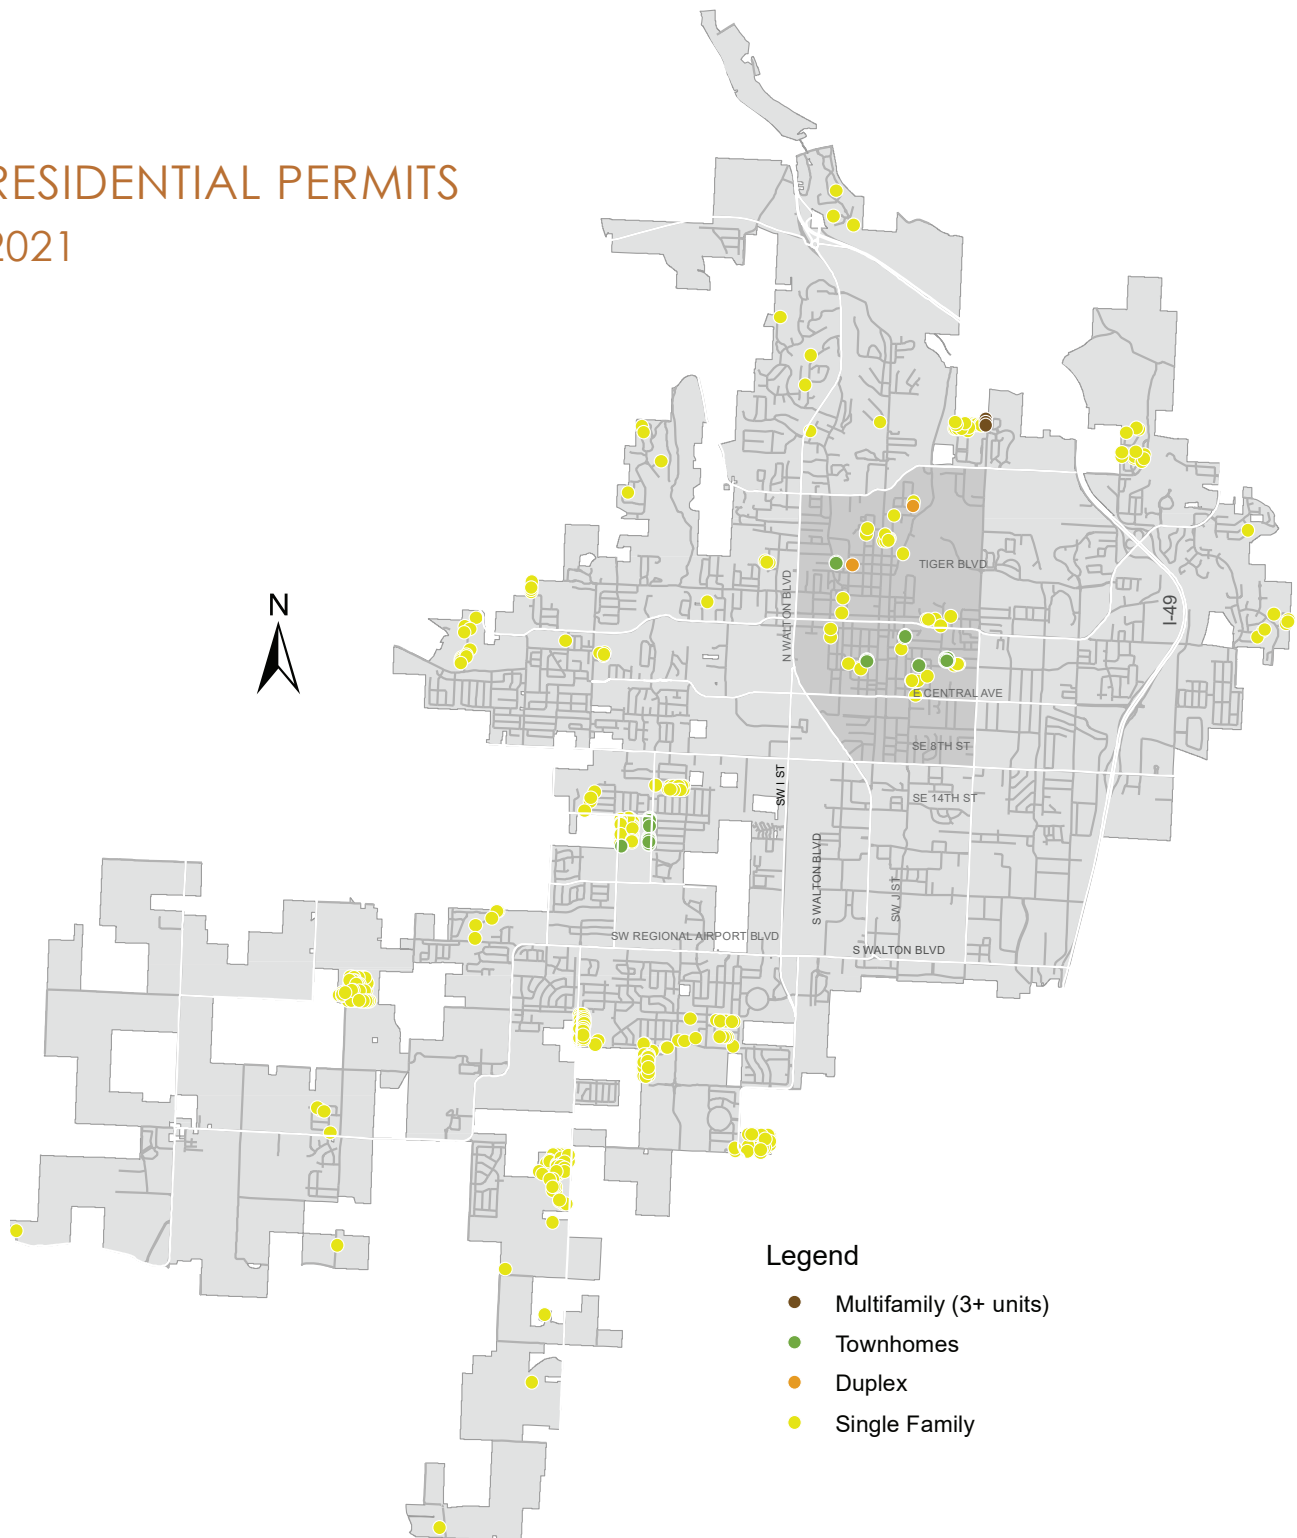 RESIDENTIAL PERMITS
2021
N
TIGER BLVD
N WALTON BLVD
I-49
E CENTRAL AVE
SE 8TH ST
SW I ST
SE 14TH ST
S WALTON BLVD
SW J ST
SW REGIONAL AIRPORT BLVD
S WALTON BLVD
Legend
Multifamily (3+ units)
Townhomes
Duplex
Single Family